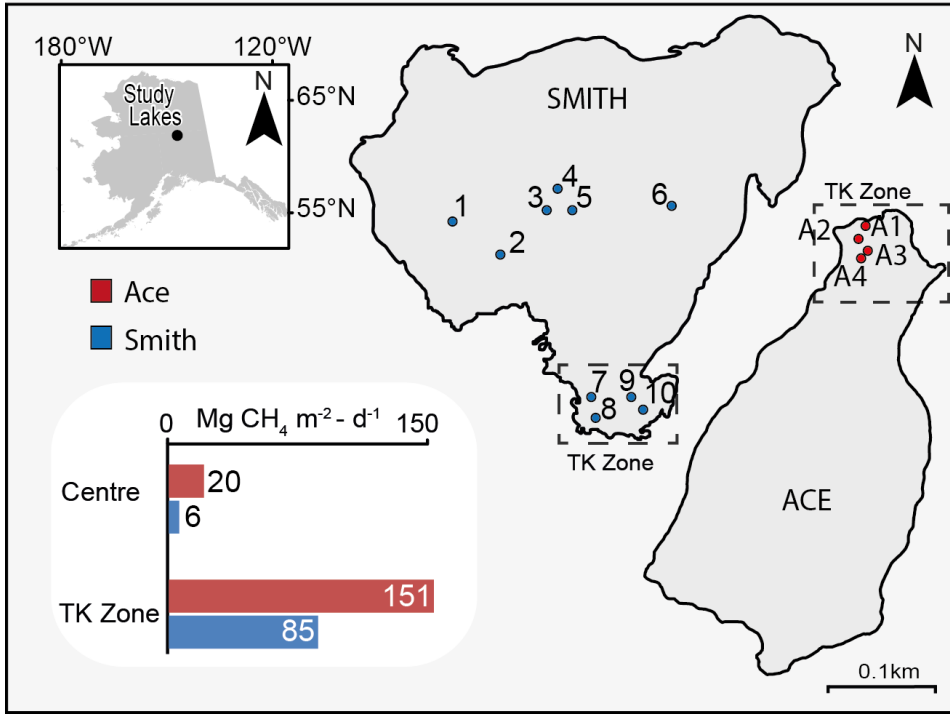 180°W
120°W
N
Study
Lakes
65°N
55°N
Ace
Smith
SMITH
1
2
3
4
5
6
7
8
9
10
TK Zone
N
TK Zone
A1
A2
A3
A4
ACE
0.1km
0 Mg CH₄ m⁻² - d⁻¹ 150
Centre
20
6
TK Zone
151
85